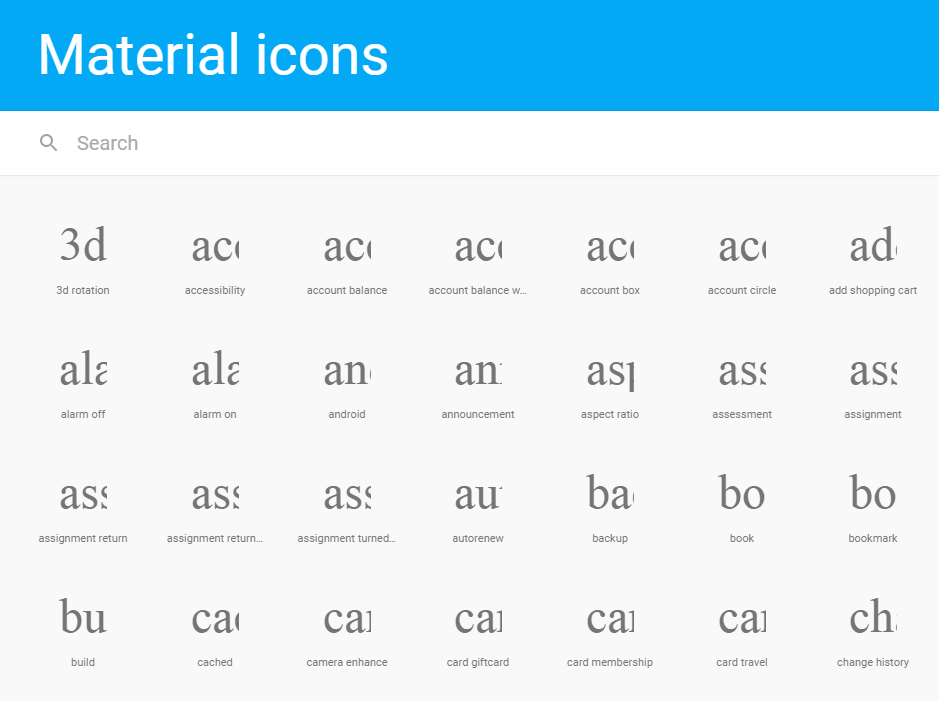 Material icons
Search
3d acc acc acc acc acc add
3d rotation accessibility account balance account balance w... account box account circle add shopping cart
ala ala and ann asp ass ass
alarm off alarm on android announcement aspect ratio assessment assignment
ass ass ass aut bac bo bo
assignment return assignment return... assignment turned... autorenew backup book bookmark
bu cac car car car car cha
build cached camera enhance card giftcard card membership card travel change history